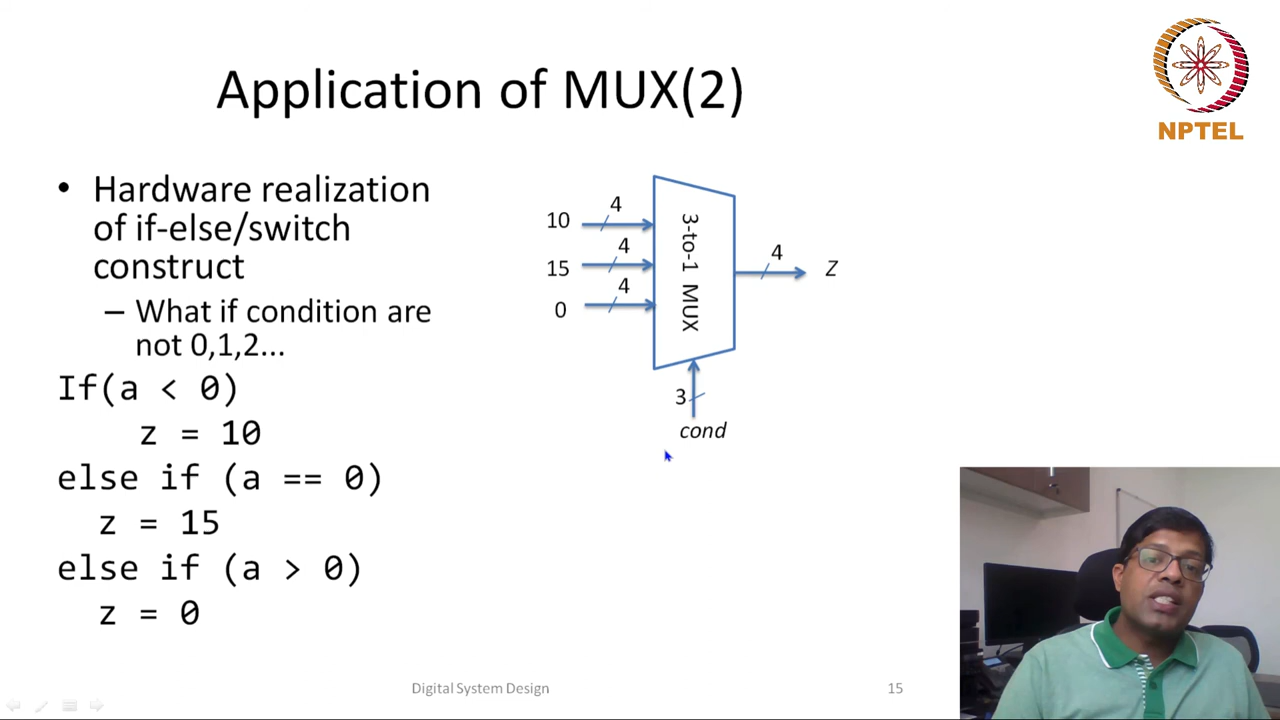 Application of MUX(2)
NPTEL
• Hardware realization
of if-else/switch
construct
– What if condition are
not 0,1,2...
If(a < 0)
z = 10
else if (a == 0)
z = 15
else if (a > 0)
z = 0
10
4
15
4
0
4
3-to-1 MUX
4
Z
3
cond
Digital System Design
15